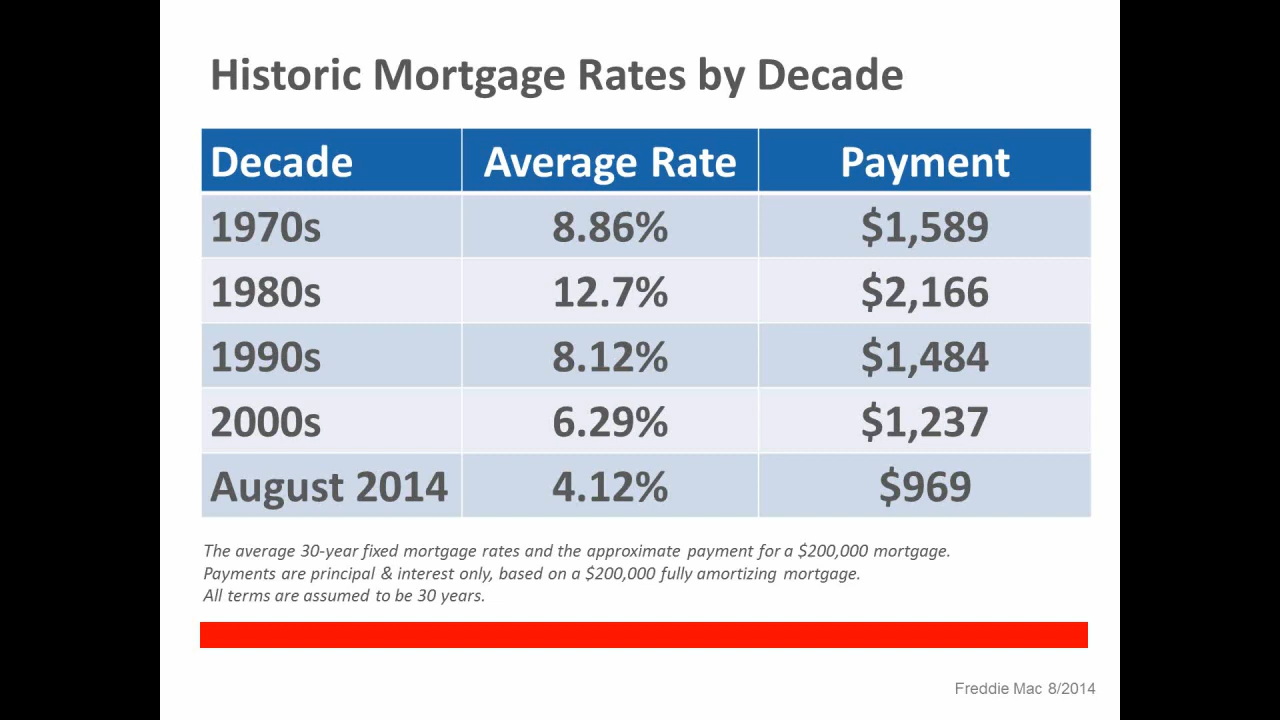 Historic Mortgage Rates by Decade
Decade Average Rate Payment
1970s 8.86% $1,589
1980s 12.7% $2,166
1990s 8.12% $1,484
2000s 6.29% $1,237
August 2014 4.12% $969
The average 30-year fixed mortgage rates and the approximate payment for a $200,000 mortgage.
Payments are principal & interest only, based on a $200,000 fully amortizing mortgage.
All terms are assumed to be 30 years.
Freddie Mac 8/2014